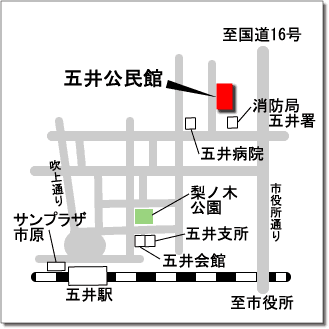 至国道16号
五井公民館
消防局
五井署
五井病院
吹上通り
梨ノ木
公園
市役所通り
サンプラザ
市原
五井支所
五井会館
五井駅
至市役所